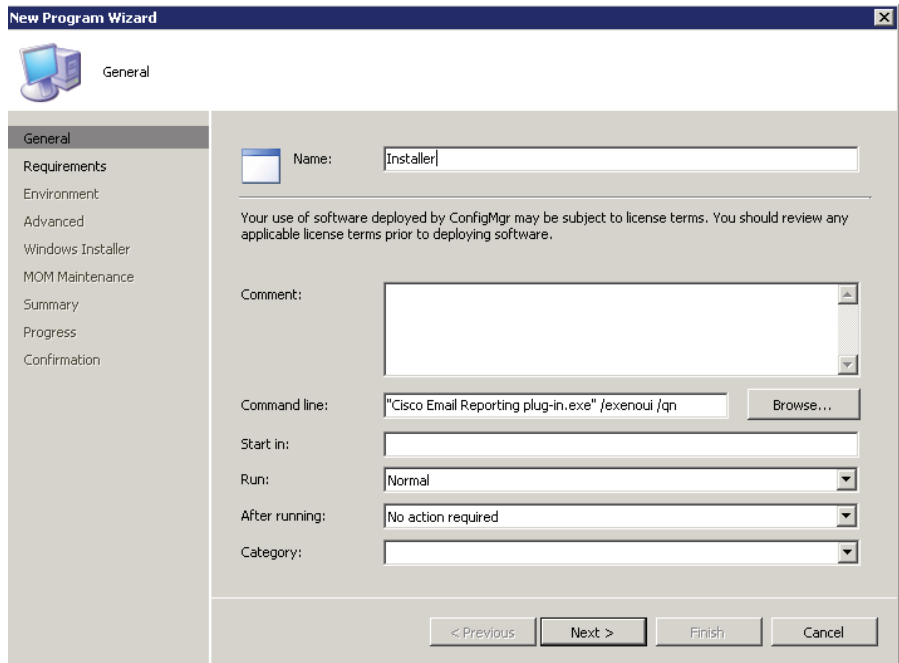 New Program Wizard
General
General
Requirements
Environment
Advanced
Windows Installer
MOM Maintenance
Summary
Progress
Confirmation
Name:
Installer
Your use of software deployed by ConfigMgr may be subject to license terms. You should review any
applicable license terms prior to deploying software.
Comment:
Command line:
"Cisco Email Reporting plug-in.exe" /exenoui /qn
Browse...
Start in:
Run:
Normal
After running:
No action required
Category:
< Previous
Next >
Finish
Cancel